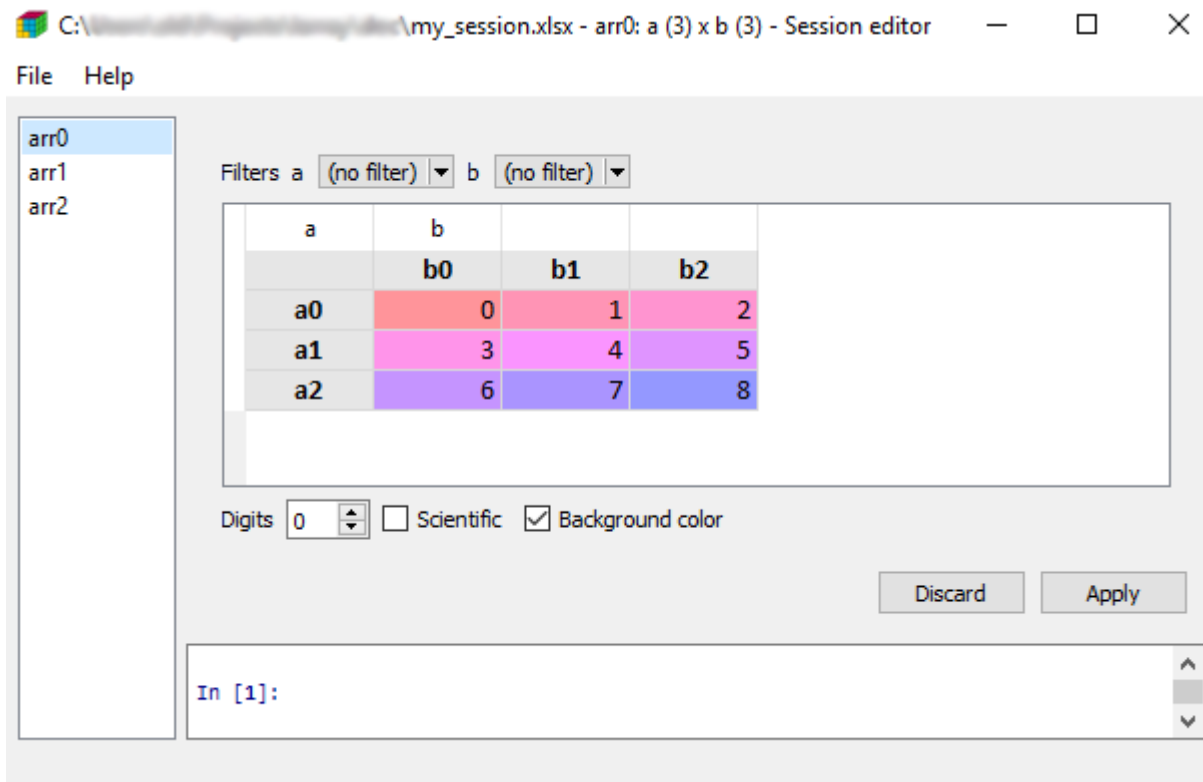 C:\ \my_session.xlsx - arr0: a (3) x b (3) - Session editor
File Help
arr0
arr1
arr2
Filters a (no filter) b (no filter)
a b
b0 b1 b2
a0 0 1 2
a1 3 4 5
a2 6 7 8
Digits 0 Scientific Background color
Discard Apply
In [1]: